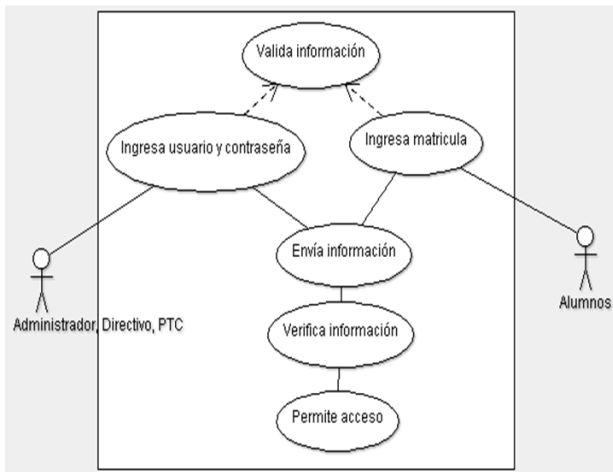 Valida información
Ingresa usuario y contraseña
Ingresa matricula
Envía información
Administrador, Directivo, PTC
Alumnos
Verifica información
Permite acceso